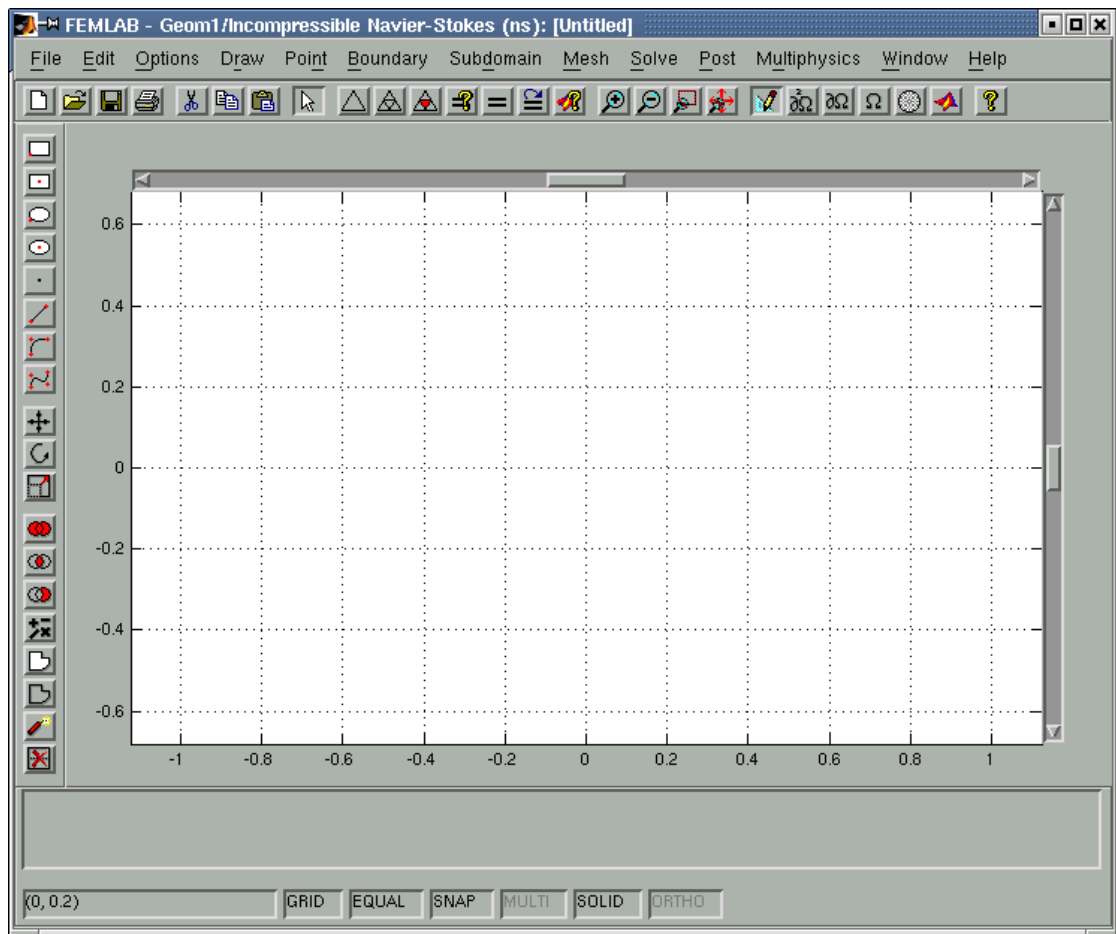 FEMLAB - Geom1/Incompressible Navier-Stokes (ns): [Untitled]
File Edit Options Draw Point Boundary Subdomain Mesh Solve Post Multiphysics Window Help
∂²Ω ∂Ω Ω
0.6
0.4
0.2
0
-0.2
-0.4
-0.6
-1 -0.8 -0.6 -0.4 -0.2 0 0.2 0.4 0.6 0.8 1
(0, 0.2) GRID EQUAL SNAP MULTI SOLID ORTHO